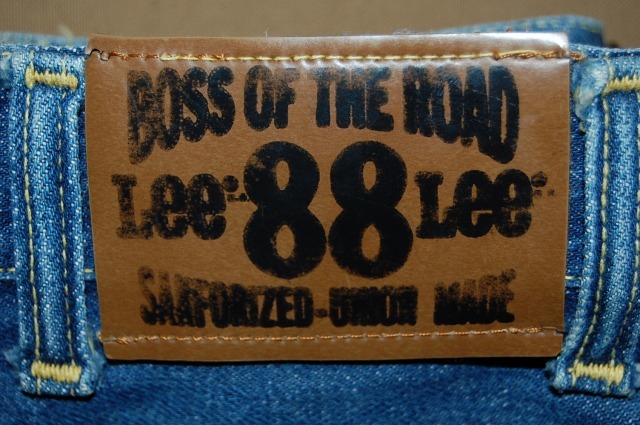 BOSS OF THE ROAD
Lee 88 Lee
SANFORIZED-UNION MADE